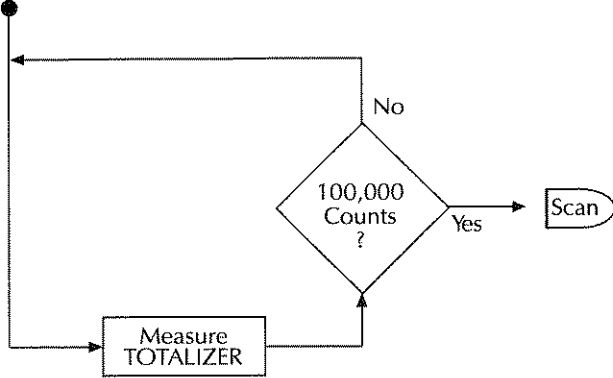 No
100,000
Counts
?
Yes
Scan
Measure
TOTALIZER